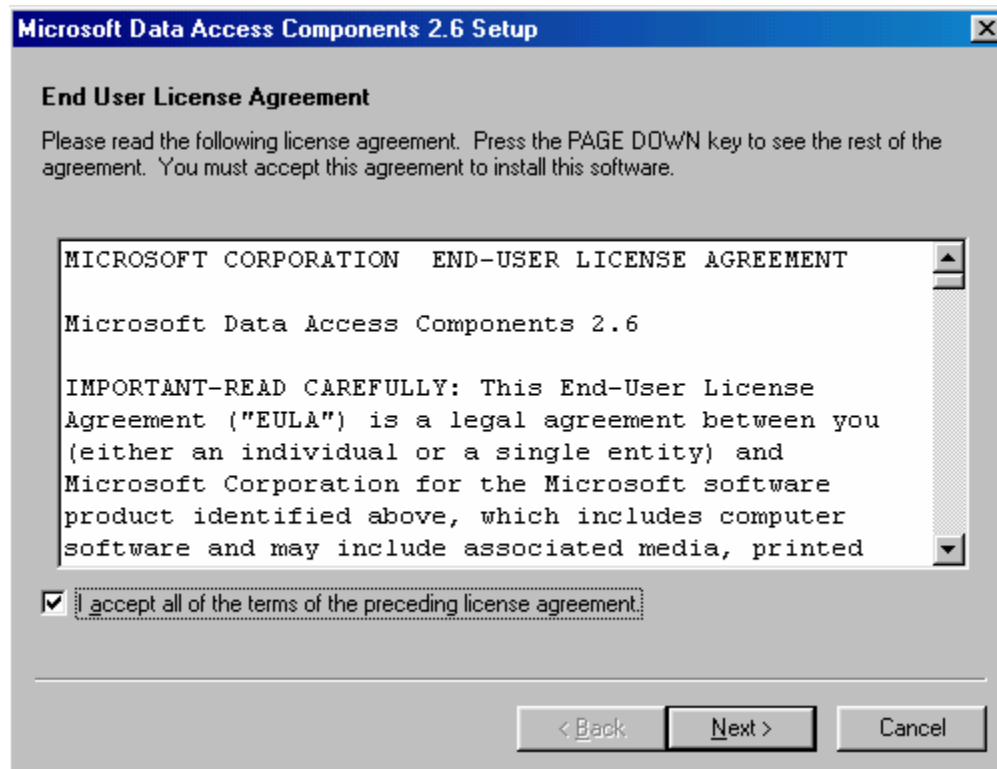 Microsoft Data Access Components 2.6 Setup
End User License Agreement
Please read the following license agreement. Press the PAGE DOWN key to see the rest of the
agreement. You must accept this agreement to install this software.
MICROSOFT CORPORATION  END-USER LICENSE AGREEMENT
Microsoft Data Access Components 2.6
IMPORTANT-READ CAREFULLY: This End-User License
Agreement ("EULA") is a legal agreement between you
(either an individual or a single entity) and
Microsoft Corporation for the Microsoft software
product identified above, which includes computer
software and may include associated media, printed
I accept all of the terms of the preceding license agreement.
< Back Next > Cancel